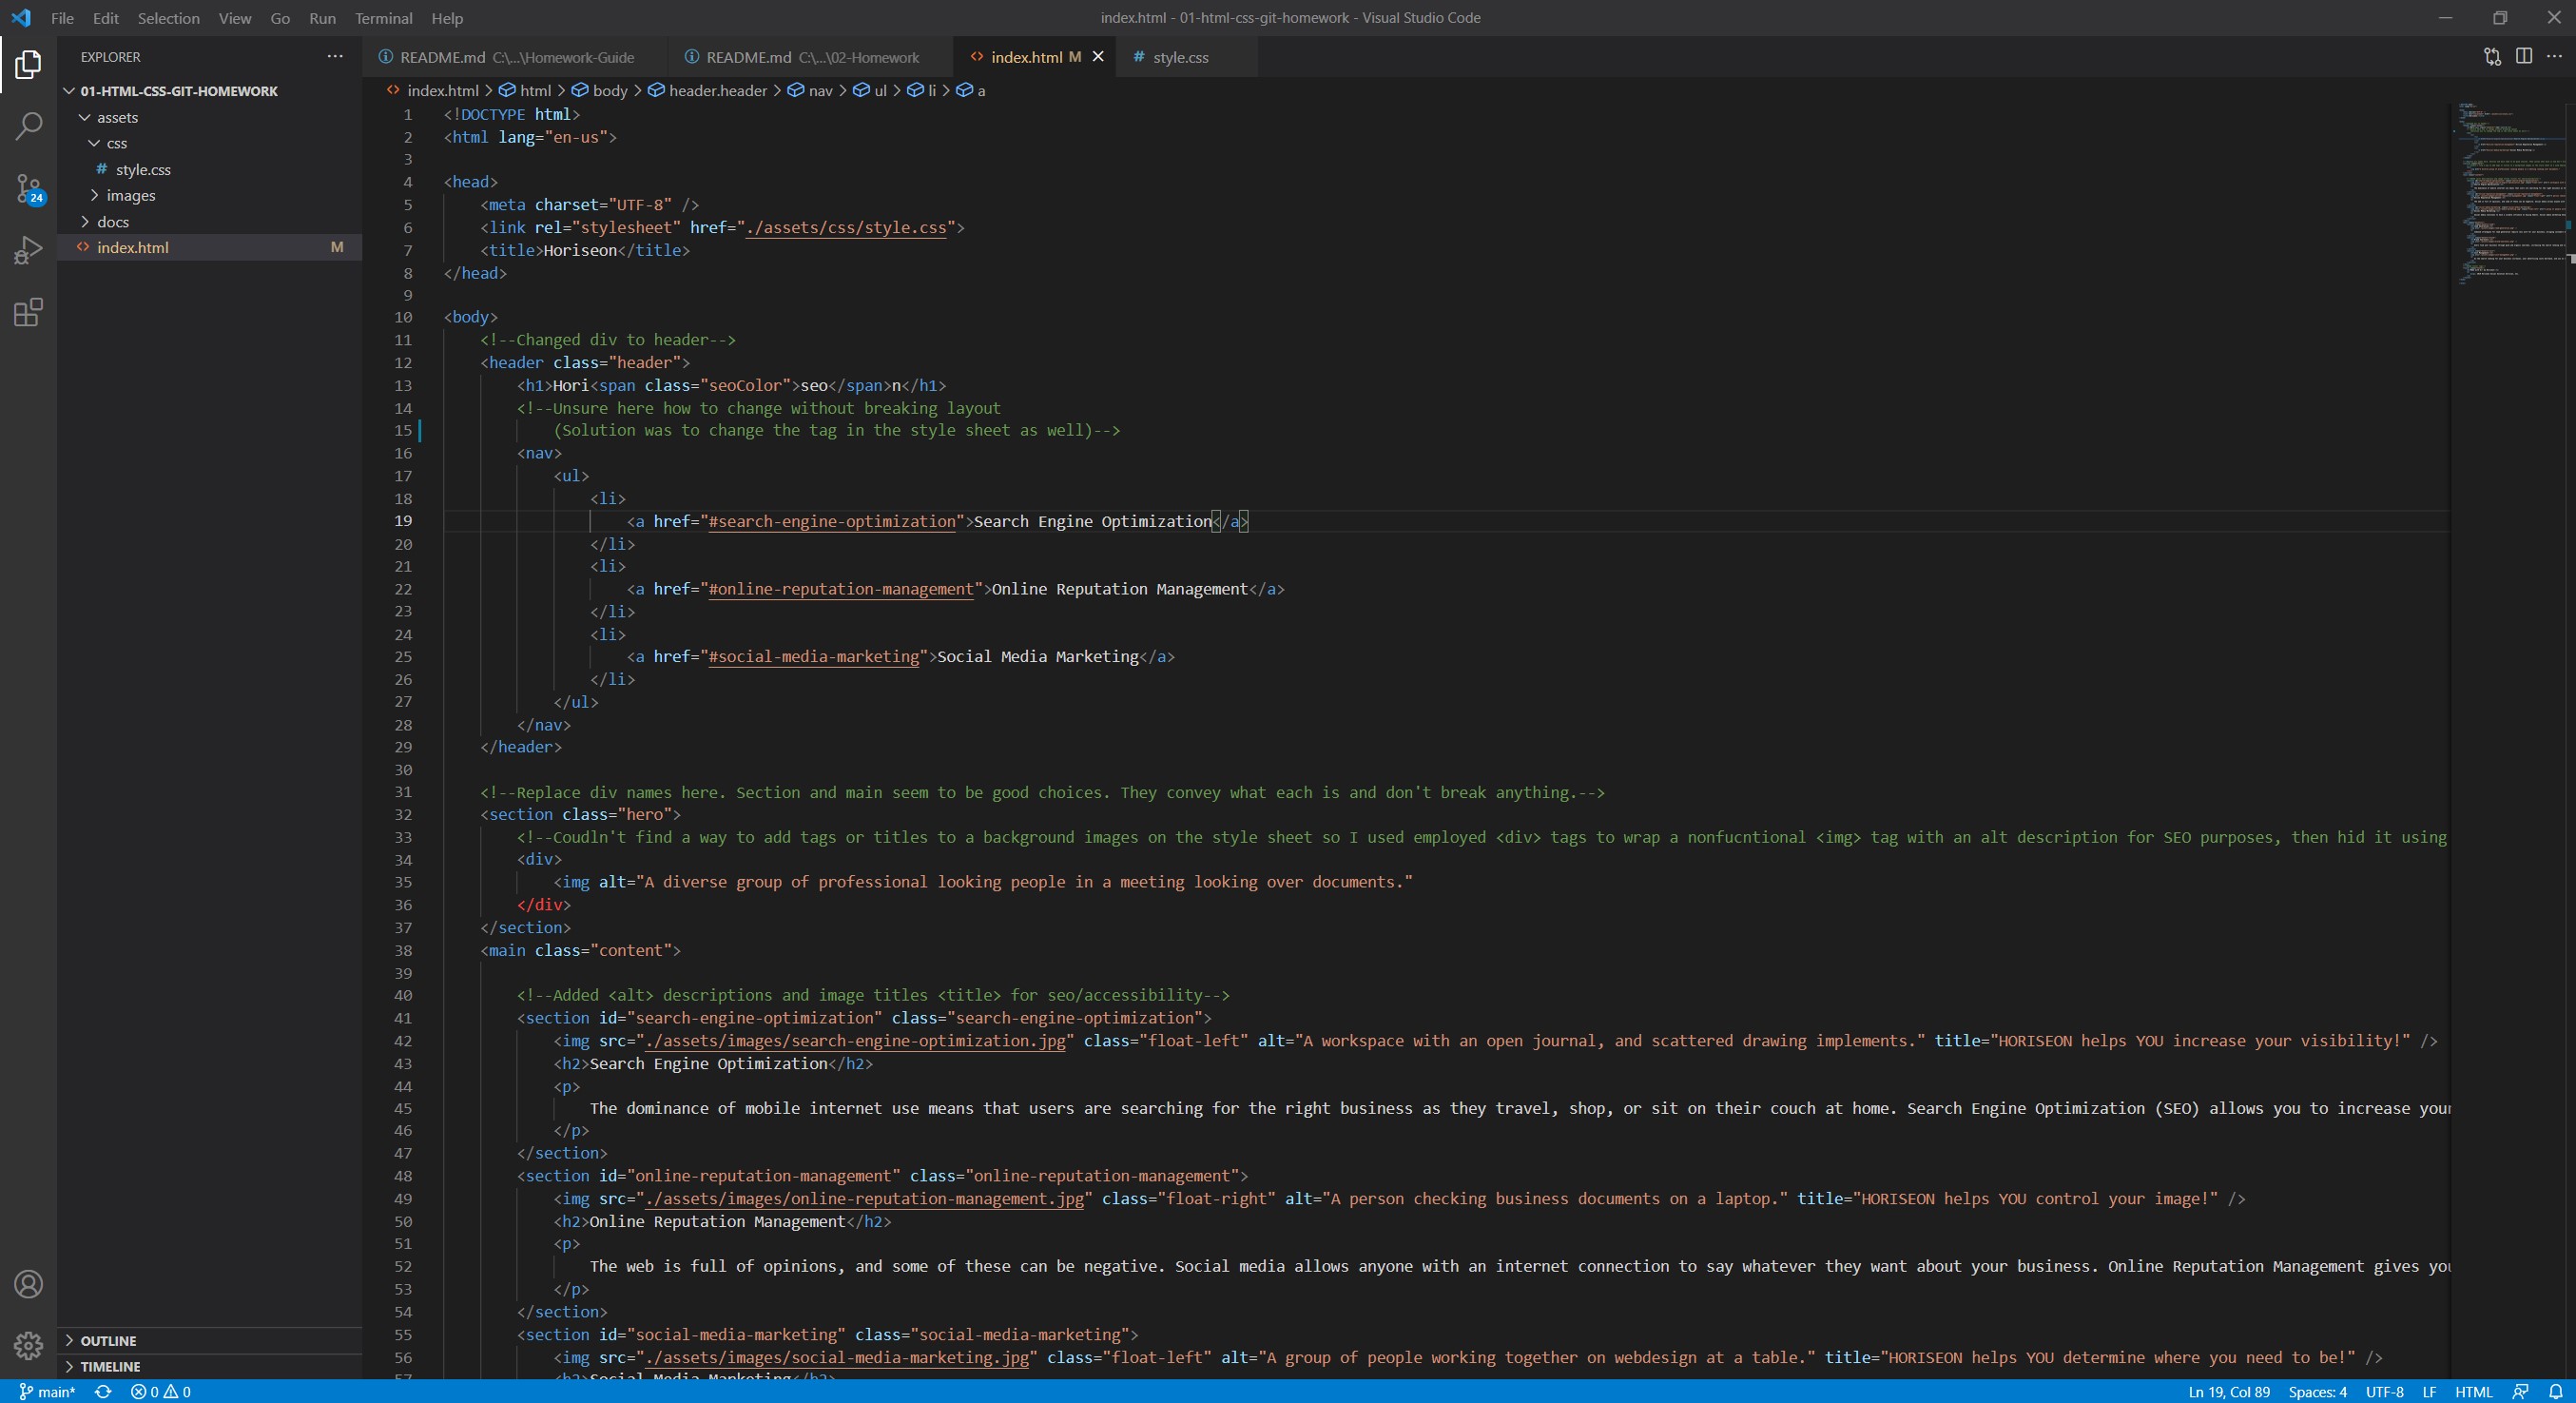 File Edit Selection View Go Run Terminal Help
index.html - 01-html-css-git-homework - Visual Studio Code
EXPLORER
README.md C:\...\Homework-Guide
README.md C:\...\02-Homework
index.html M
# style.css
01-HTML-CSS-GIT-HOMEWORK
assets
css
# style.css
images
docs
<> index.html M
24
<> index.html > html > body > header.header > nav > ul > li > a
1 <!DOCTYPE html>
2 <html lang="en-us">
3
4 <head>
5 <meta charset="UTF-8" />
6 <link rel="stylesheet" href="./assets/css/style.css">
7 <title>Horiseon</title>
8 </head>
9
10 <body>
11 <!--Changed div to header-->
12 <header class="header">
13 <h1>Hori<span class="seoColor">seo</span>n</h1>
14 <!--Unsure here how to change without breaking layout
15 (Solution was to change the tag in the style sheet as well)-->
16 <nav>
17 <ul>
18 <li>
19 <a href="#search-engine-optimization">Search Engine Optimization</a>
20 </li>
21 <li>
22 <a href="#online-reputation-management">Online Reputation Management</a>
23 </li>
24 <li>
25 <a href="#social-media-marketing">Social Media Marketing</a>
26 </li>
27 </ul>
28 </nav>
29 </header>
30
31 <!--Replace div names here. Section and main seem to be good choices. They convey what each is and don't break anything.-->
32 <section class="hero">
33 <!--Coudln't find a way to add tags or titles to a background images on the style sheet so I used employed <div> tags to wrap a nonfucntional <img> tag with an alt description for SEO purposes, then hid it using
34 <div>
35 <img alt="A diverse group of professional looking people in a meeting looking over documents."
36 </div>
37 </section>
38 <main class="content">
39
40 <!--Added <alt> descriptions and image titles <title> for seo/accessibility-->
41 <section id="search-engine-optimization" class="search-engine-optimization">
42 <img src="./assets/images/search-engine-optimization.jpg" class="float-left" alt="A workspace with an open journal, and scattered drawing implements." title="HORISEON helps YOU increase your visibility!" />
43 <h2>Search Engine Optimization</h2>
44 <p>
45 The dominance of mobile internet use means that users are searching for the right business as they travel, shop, or sit on their couch at home. Search Engine Optimization (SEO) allows you to increase your
46 </p>
47 </section>
48 <section id="online-reputation-management" class="online-reputation-management">
49 <img src="./assets/images/online-reputation-management.jpg" class="float-right" alt="A person checking business documents on a laptop." title="HORISEON helps YOU control your image!" />
50 <h2>Online Reputation Management</h2>
51 <p>
52 The web is full of opinions, and some of these can be negative. Social media allows anyone with an internet connection to say whatever they want about your business. Online Reputation Management gives you
53 </p>
54 </section>
55 <section id="social-media-marketing" class="social-media-marketing">
56 <img src="./assets/images/social-media-marketing.jpg" class="float-left" alt="A group of people working together on webdesign at a table." title="HORISEON helps YOU determine where you need to be!" />
57 <h2>Social Media Marketing</h2>
OUTLINE
TIMELINE
main* 0 0
Ln 19, Col 89 Spaces: 4 UTF-8 LF HTML